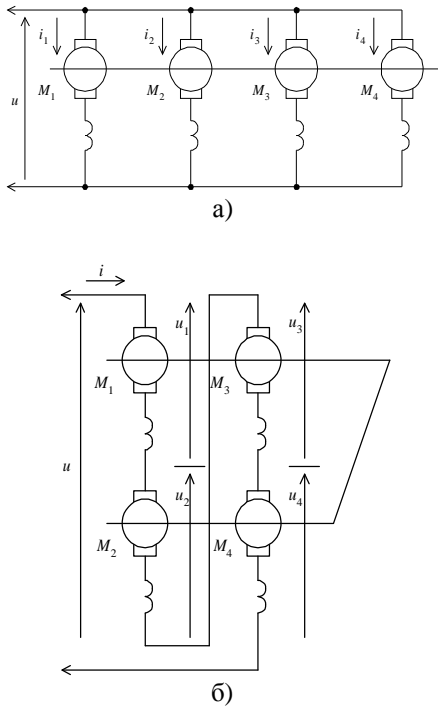 i₁ i₂ i₃ i₄
u M₁ M₂ M₃ M₄
а)
i
u₁ u₃
M₁ M₃
u
u₂ u₄
M₂ M₄
б)